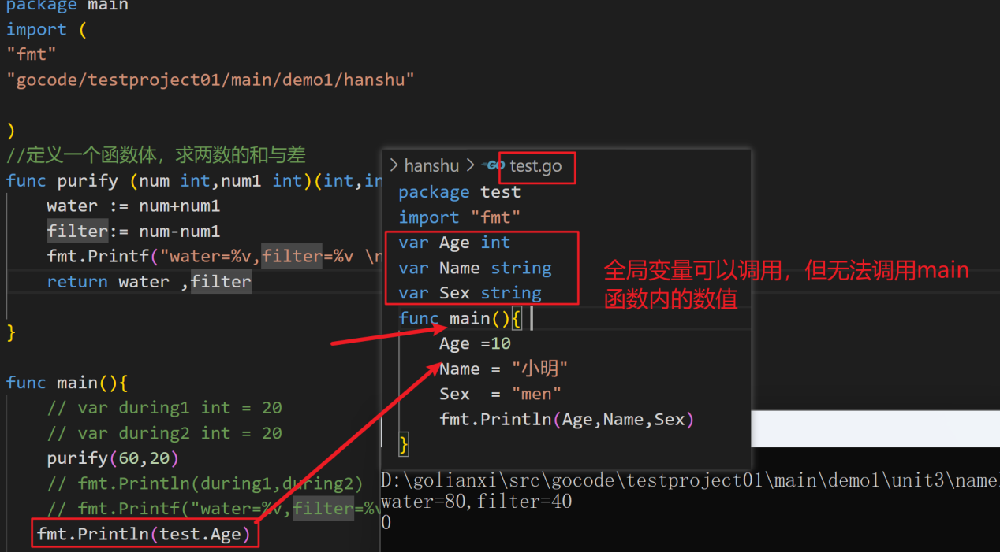 package main
import (
"fmt"
"gocode/testproject01/main/demo1/hanshu"
)
//定义一个函数体，求两数的和与差
func purify (num int,num1 int)(int,in
water := num+num1
filter:= num-num1
fmt.Printf("water=%v,filter=%v \n
return water ,filter
}
func main(){
// var during1 int = 20
// var during2 int = 20
purify(60,20)
// fmt.Println(during1,during2)
// fmt.Printf("water=%v,filter=%v
fmt.Println(test.Age)
> hanshu > GO test.go
package test
import "fmt"
var Age int
var Name string
var Sex string
func main(){
Age =10
Name = "小明"
Sex = "men"
fmt.Println(Age,Name,Sex)
}
全局变量可以调用，但无法调用main
函数内的数值
D:\golianxi\src\gocode\testproject01\main\demo1\unit3\name
water=80,filter=40
0